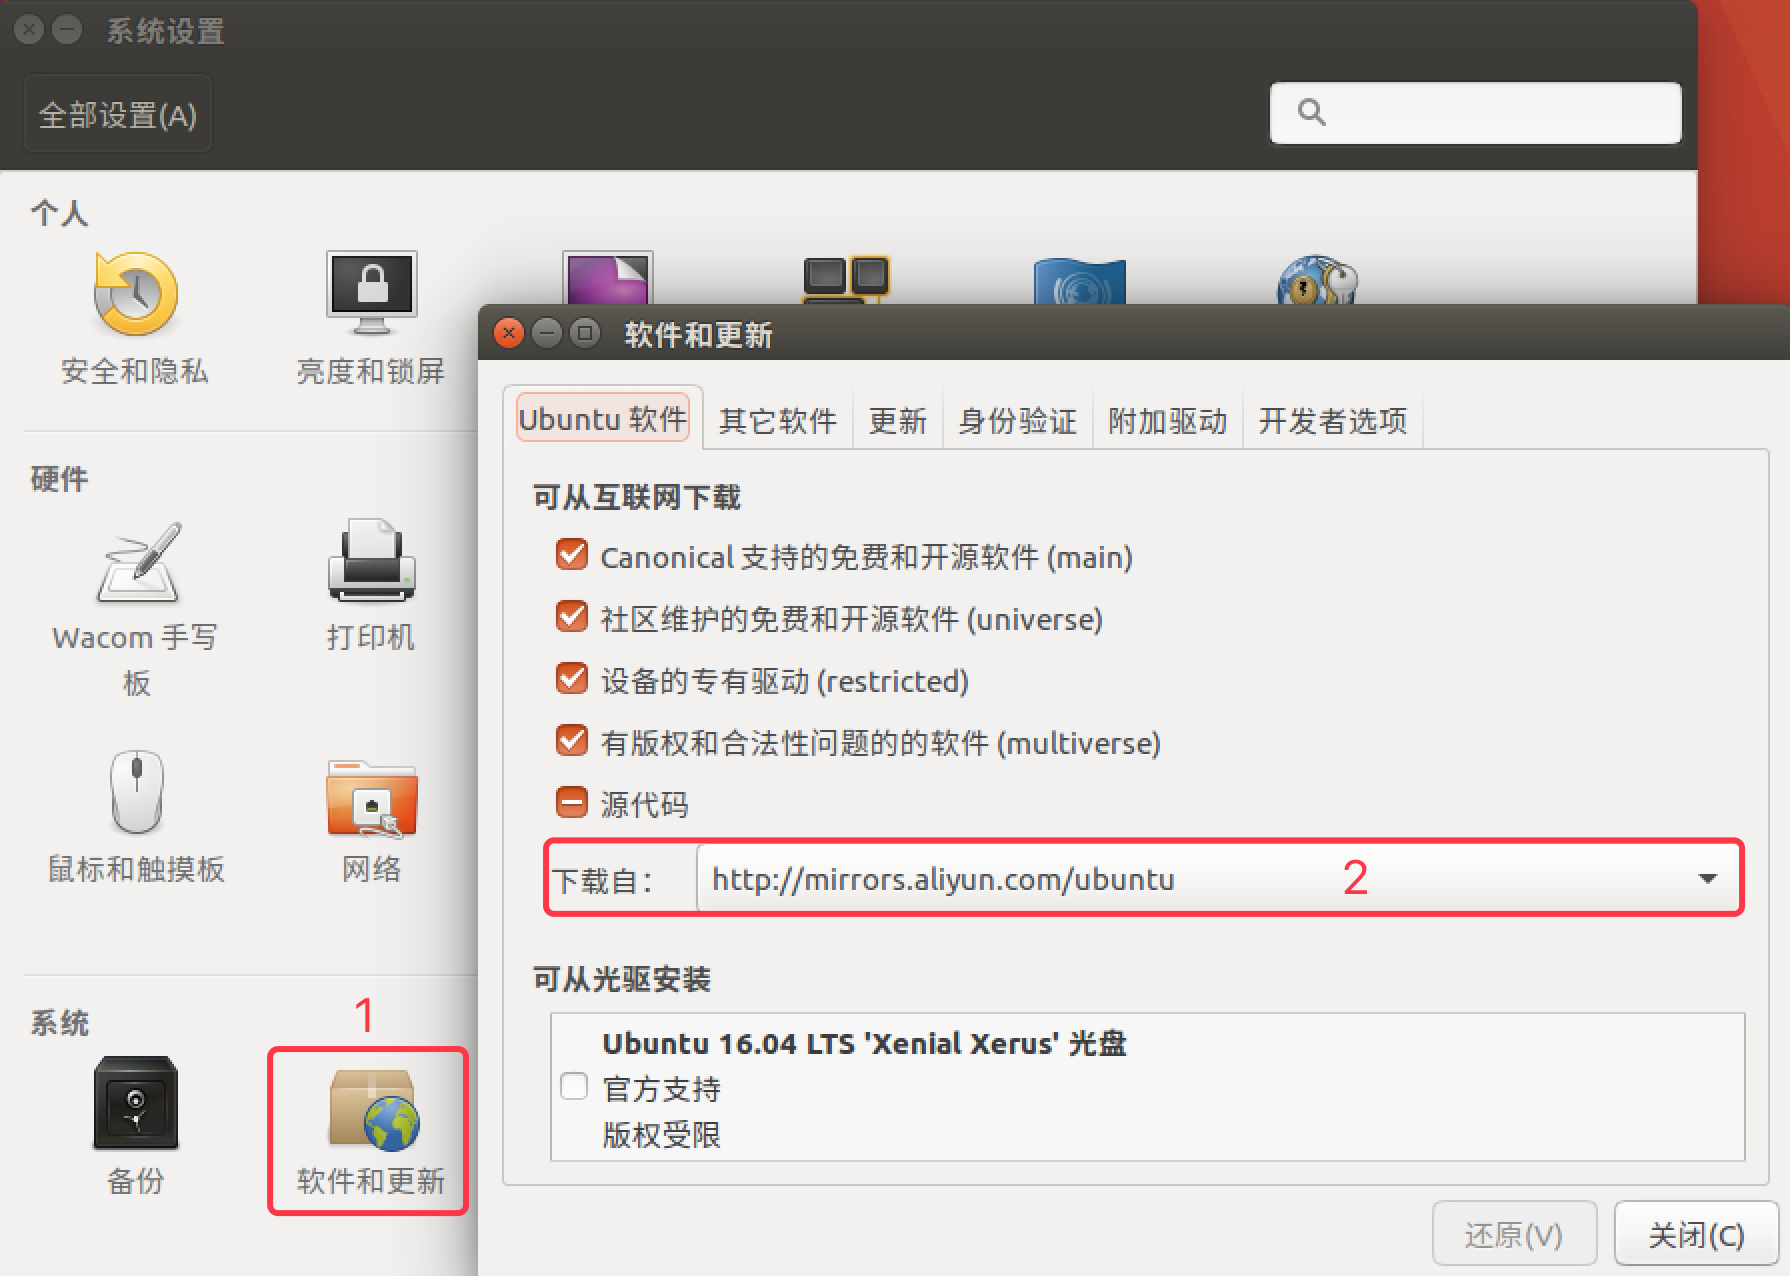 系统设置
全部设置(A)
个人
安全和隐私
亮度和锁屏
硬件
Wacom 手写
板
打印机
鼠标和触摸板
网络
系统
1
备份
软件和更新
软件和更新
Ubuntu 软件
其它软件
更新
身份验证
附加驱动
开发者选项
可从互联网下载
Canonical 支持的免费和开源软件 (main)
社区维护的免费和开源软件 (universe)
设备的专有驱动 (restricted)
有版权和合法性问题的的软件 (multiverse)
源代码
下载自： http://mirrors.aliyun.com/ubuntu 2
可从光驱安装
Ubuntu 16.04 LTS 'Xenial Xerus' 光盘
官方支持
版权受限
还原(V)
关闭(C)